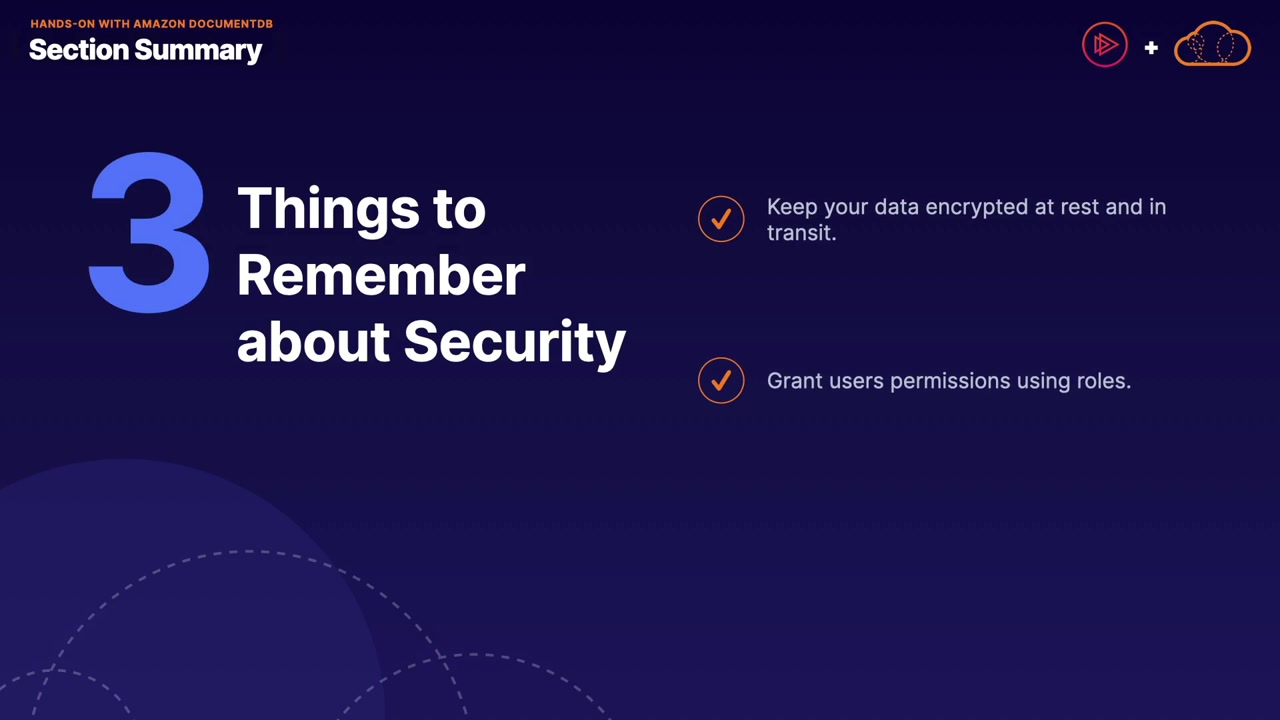 HANDS-ON WITH AMAZON DOCUMENTDB
Section Summary
+
3
Things to
Remember
about Security
Keep your data encrypted at rest and in
transit.
Grant users permissions using roles.